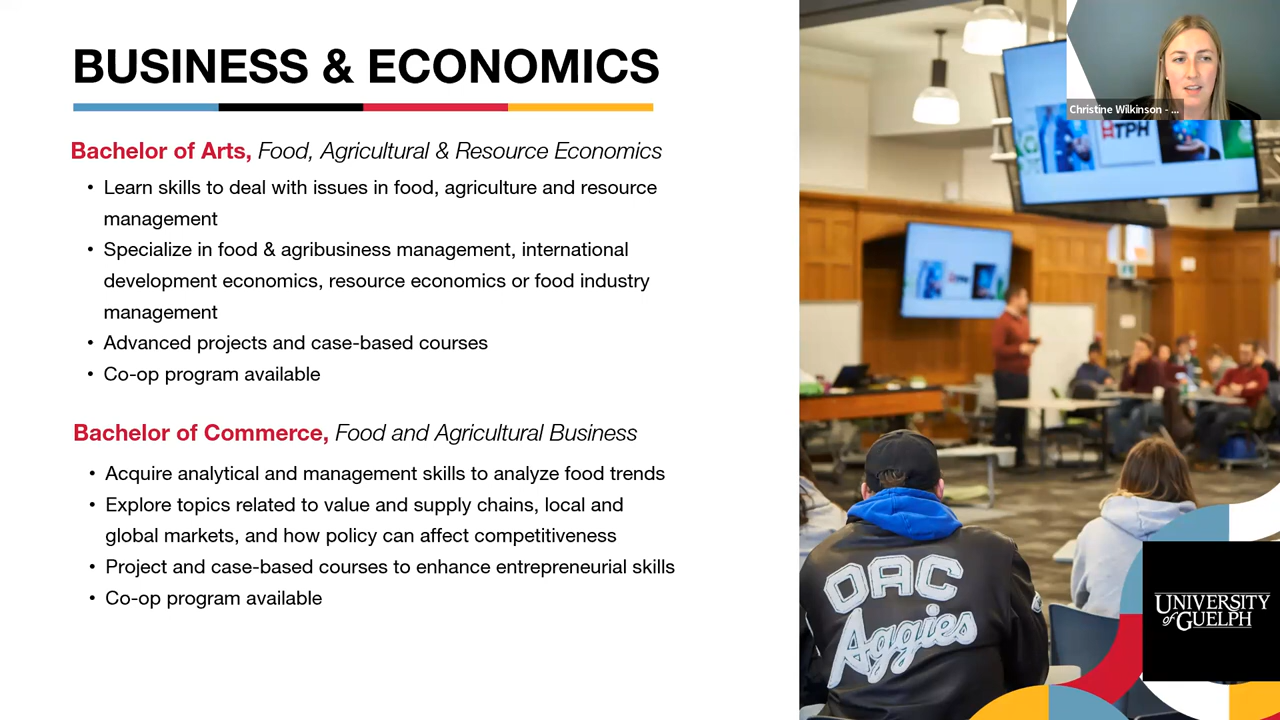 BUSINESS & ECONOMICS
Bachelor of Arts, Food, Agricultural & Resource Economics
• Learn skills to deal with issues in food, agriculture and resource
management
• Specialize in food & agribusiness management, international
development economics, resource economics or food industry
management
• Advanced projects and case-based courses
• Co-op program available
Bachelor of Commerce, Food and Agricultural Business
• Acquire analytical and management skills to analyze food trends
• Explore topics related to value and supply chains, local and
global markets, and how policy can affect competitiveness
• Project and case-based courses to enhance entrepreneurial skills
• Co-op program available
Christine Wilkinson - ...
TPH
OAC
Aggies
UNIVERSITY
of GUELPH